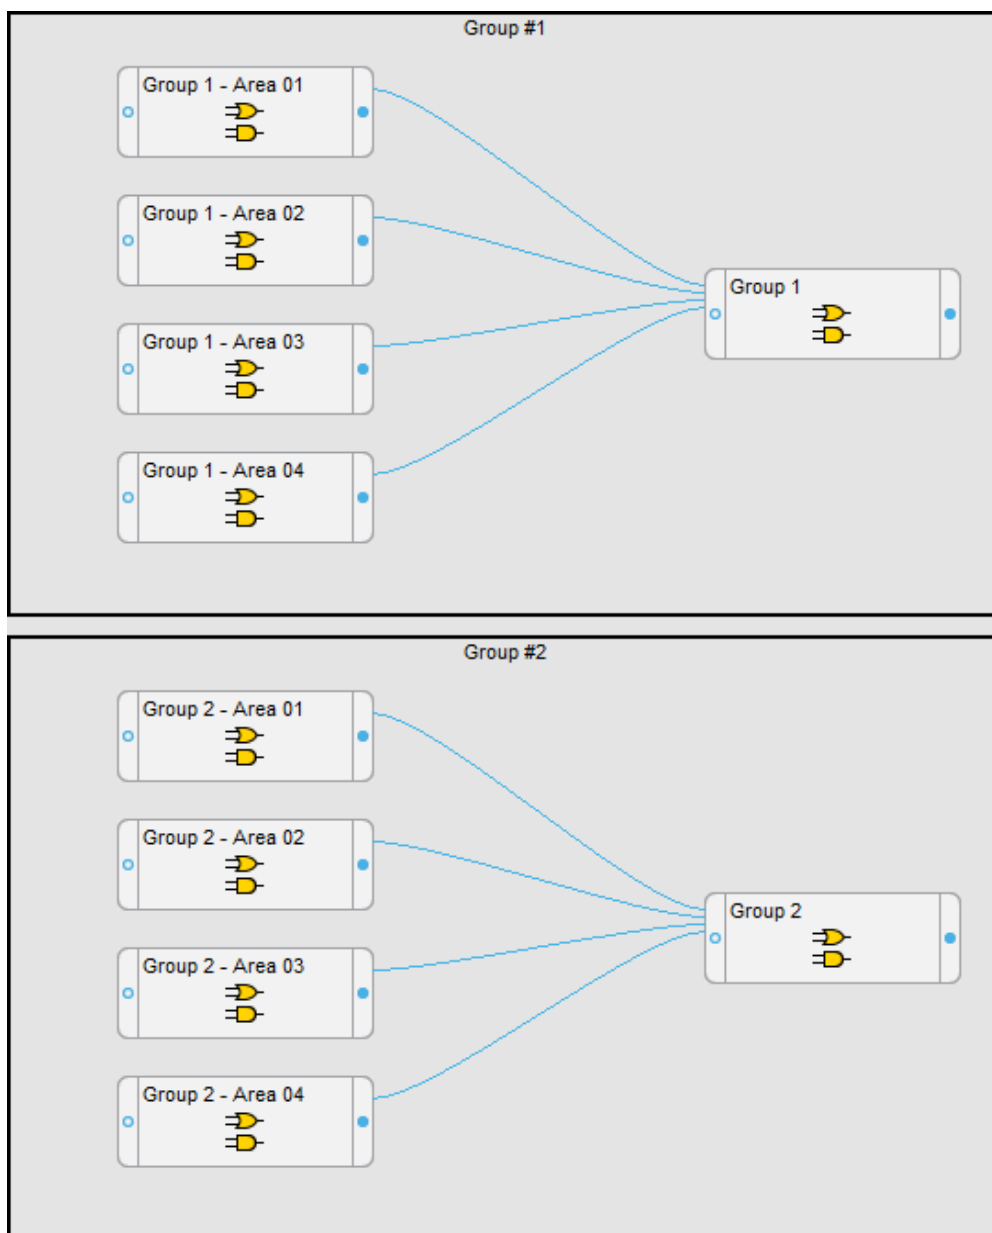 Group #1
Group 1 - Area 01
Group 1 - Area 02
Group 1
Group 1 - Area 03
Group 1 - Area 04
Group #2
Group 2 - Area 01
Group 2 - Area 02
Group 2
Group 2 - Area 03
Group 2 - Area 04